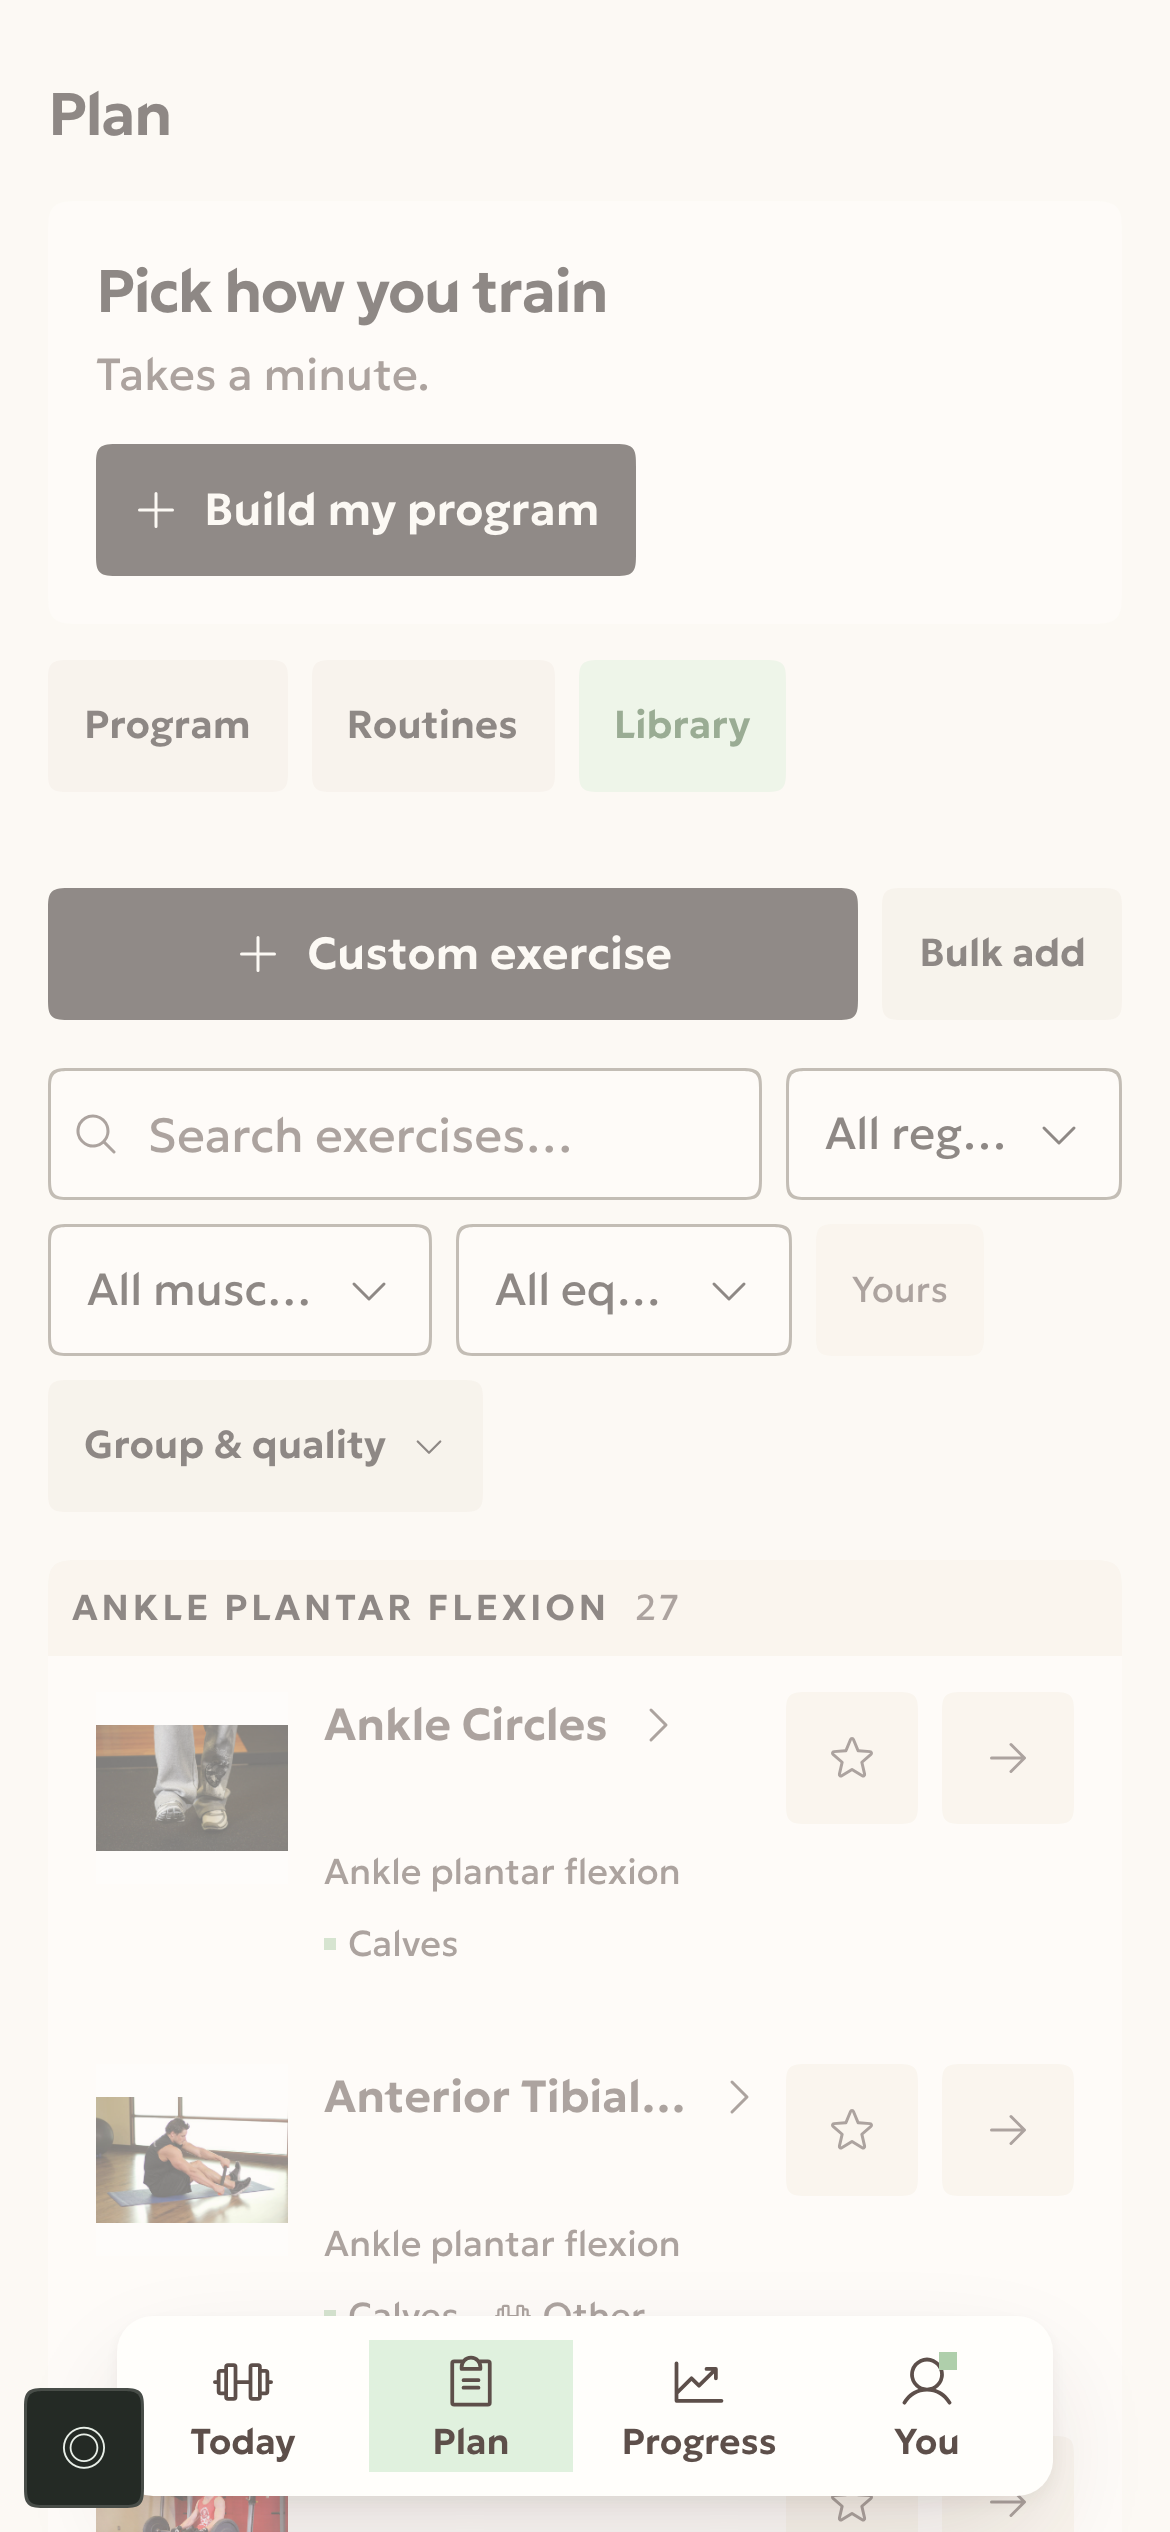 Plan
Pick how you train
Takes a minute.
Build my program
Program
Routines
Library
Custom exercise
Bulk add
Search exercises...
All reg...
All musc...
All eq...
Yours
Group & quality
ANKLE PLANTAR FLEXION 27
Ankle Circles
Ankle plantar flexion
Calves
Anterior Tibial...
Ankle plantar flexion
Calves Other
Today
Plan
Progress
You